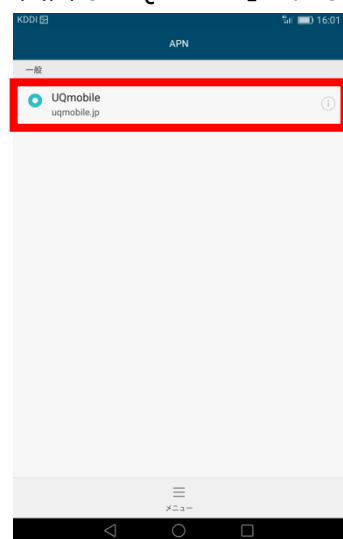 KDDI 16:01
APN
一般
UQmobile
uqmobile.jp
メニュー